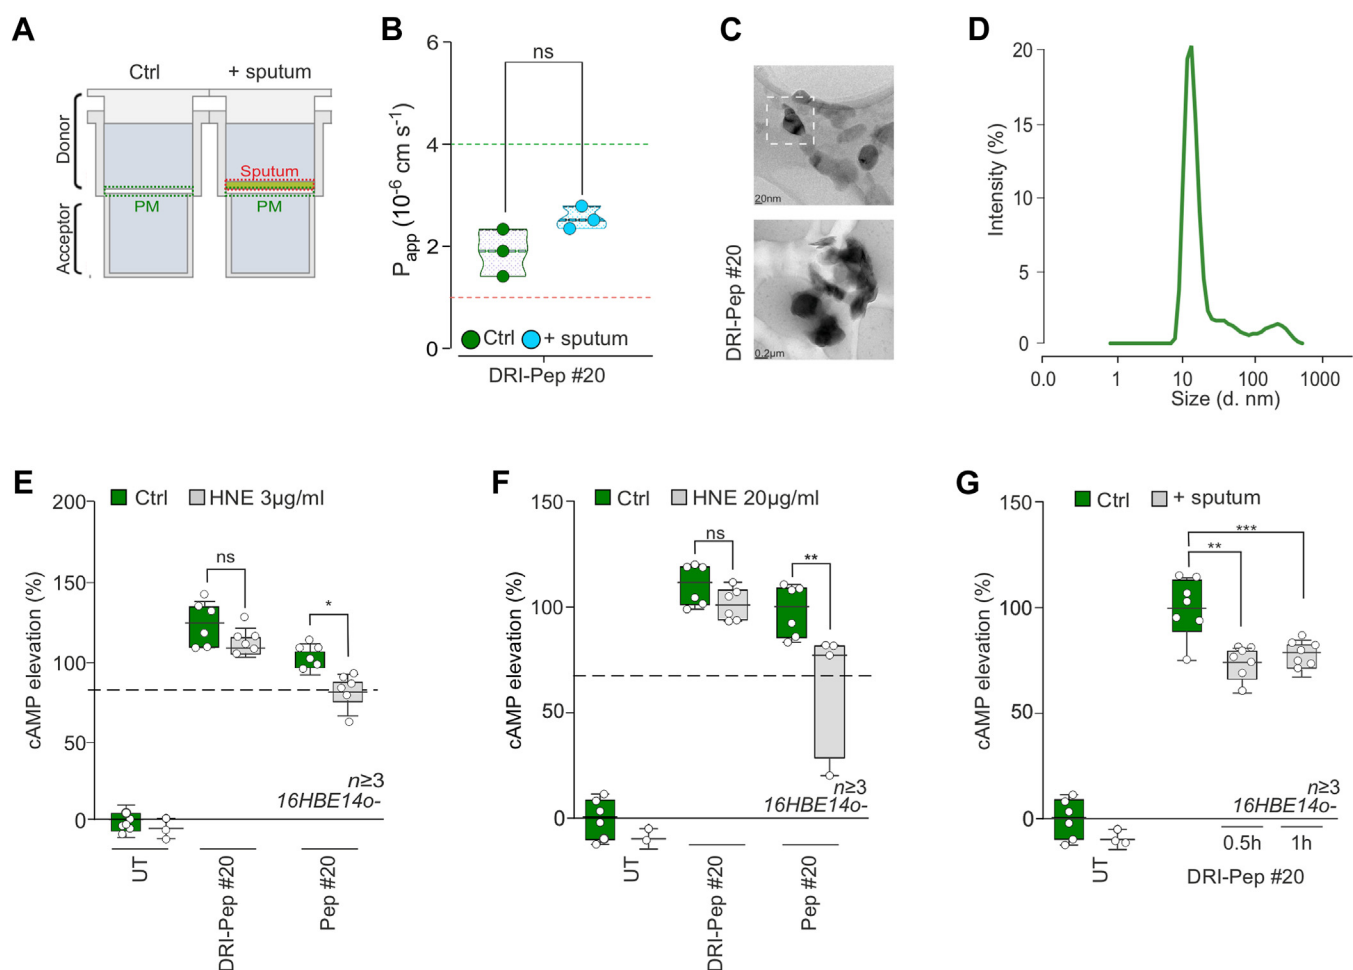 A
Ctrl
+ sputum
Donor
Sputum
PM
PM
Acceptor
B
6
4
2
0
Papp (10-6 cm s-1)
ns
Ctrl
+ sputum
DRI-Pep #20
C
20nm
0.2µm
DRI-Pep #20
D
20
15
10
5
0
Intensity (%)
0.0
1
10
100
1000
Size (d. nm)
E
Ctrl
HNE 3µg/ml
200
150
100
50
0
cAMP elevation (%)
ns
*
n≥3
16HBE14o-
UT
DRI-Pep #20
Pep #20
F
Ctrl
HNE 20µg/ml
150
100
50
0
cAMP elevation (%)
ns
**
n≥3
16HBE14o-
UT
DRI-Pep #20
Pep #20
G
Ctrl
+ sputum
150
100
50
0
cAMP elevation (%)
***
**
n≥3
16HBE14o-
0.5h
1h
UT
DRI-Pep #20